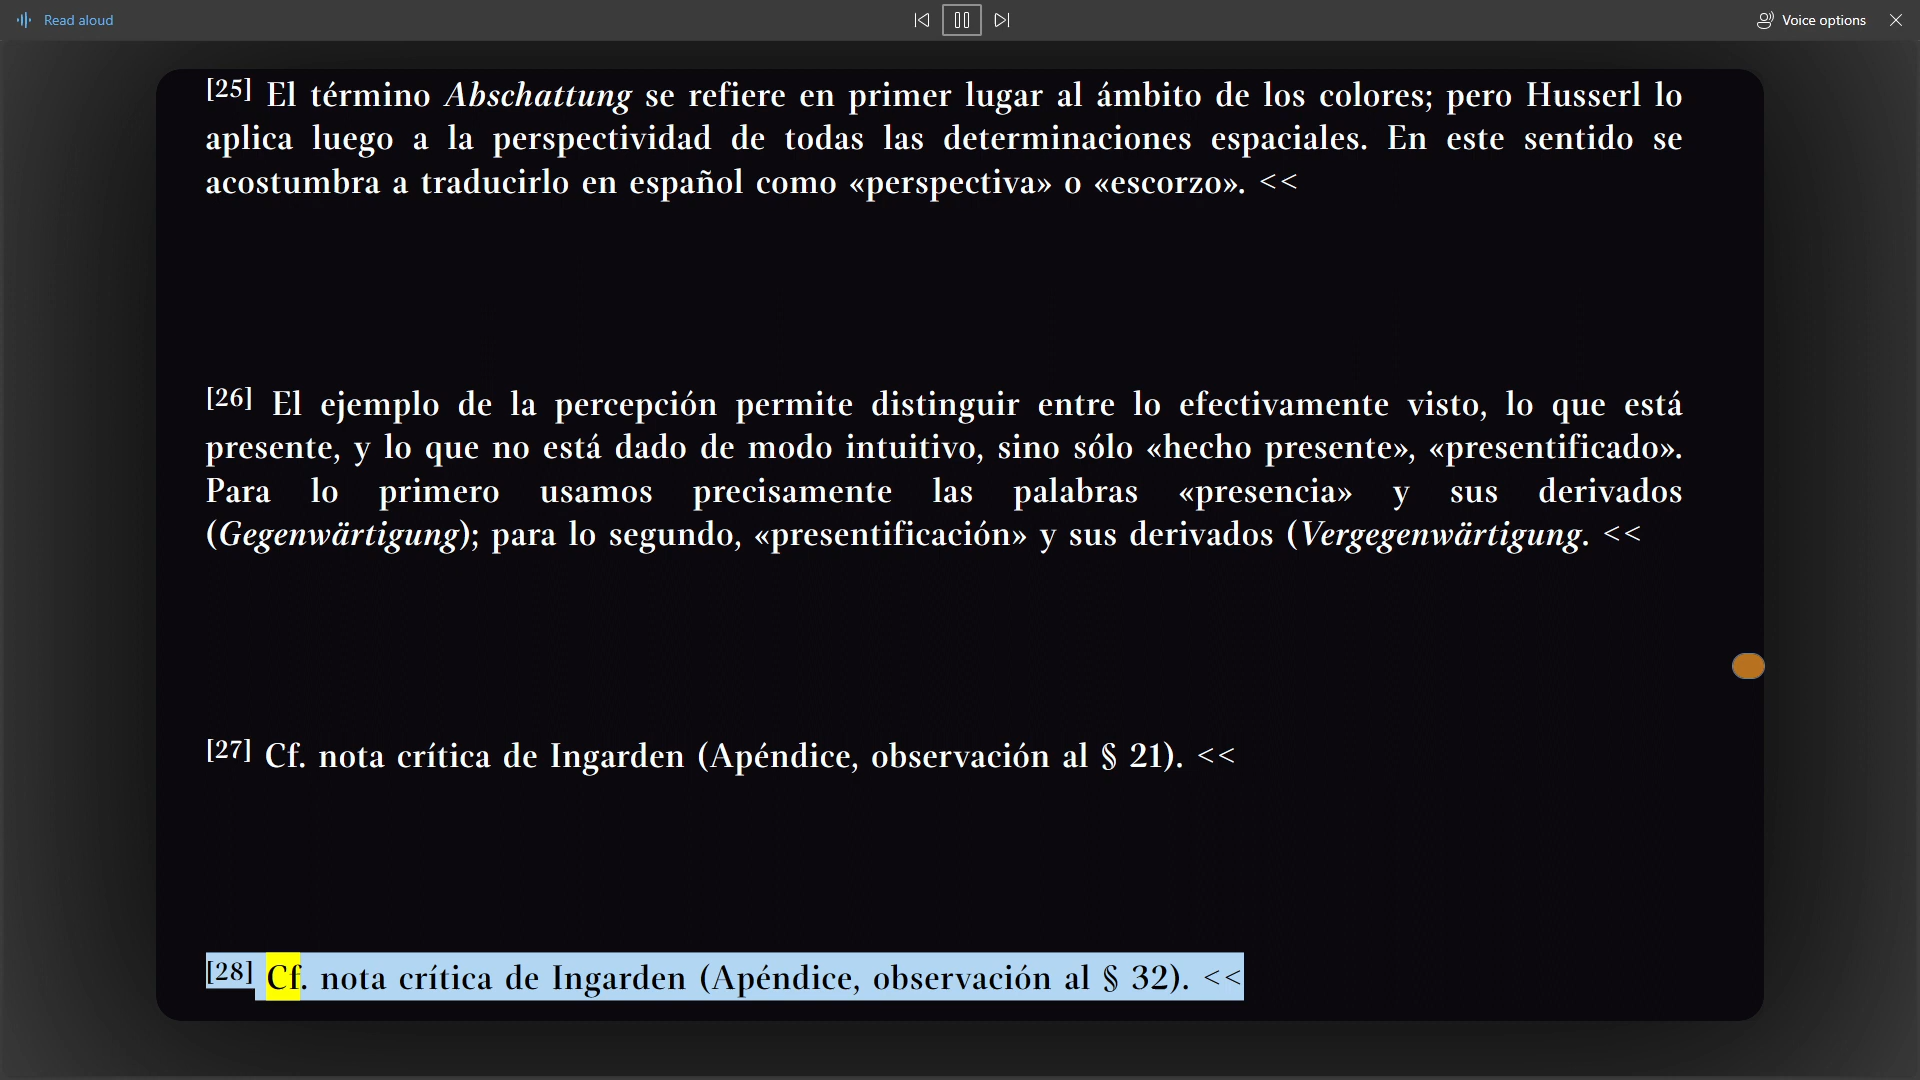 Read aloud
Voice options
[25] El término Abschattung se refiere en primer lugar al ámbito de los colores; pero Husserl lo
aplica luego a la perspectividad de todas las determinaciones espaciales. En este sentido se
acostumbra a traducirlo en español como «perspectiva» o «escorzo». <<
[26] El ejemplo de la percepción permite distinguir entre lo efectivamente visto, lo que está
presente, y lo que no está dado de modo intuitivo, sino sólo «hecho presente», «presentificado».
Para lo primero usamos precisamente las palabras «presencia» y sus derivados
(Gegenwärtigung); para lo segundo, «presentificación» y sus derivados (Vergegenwärtigung. <<
[27] Cf. nota crítica de Ingarden (Apéndice, observación al § 21). <<
[28] Cf. nota crítica de Ingarden (Apéndice, observación al § 32). <<